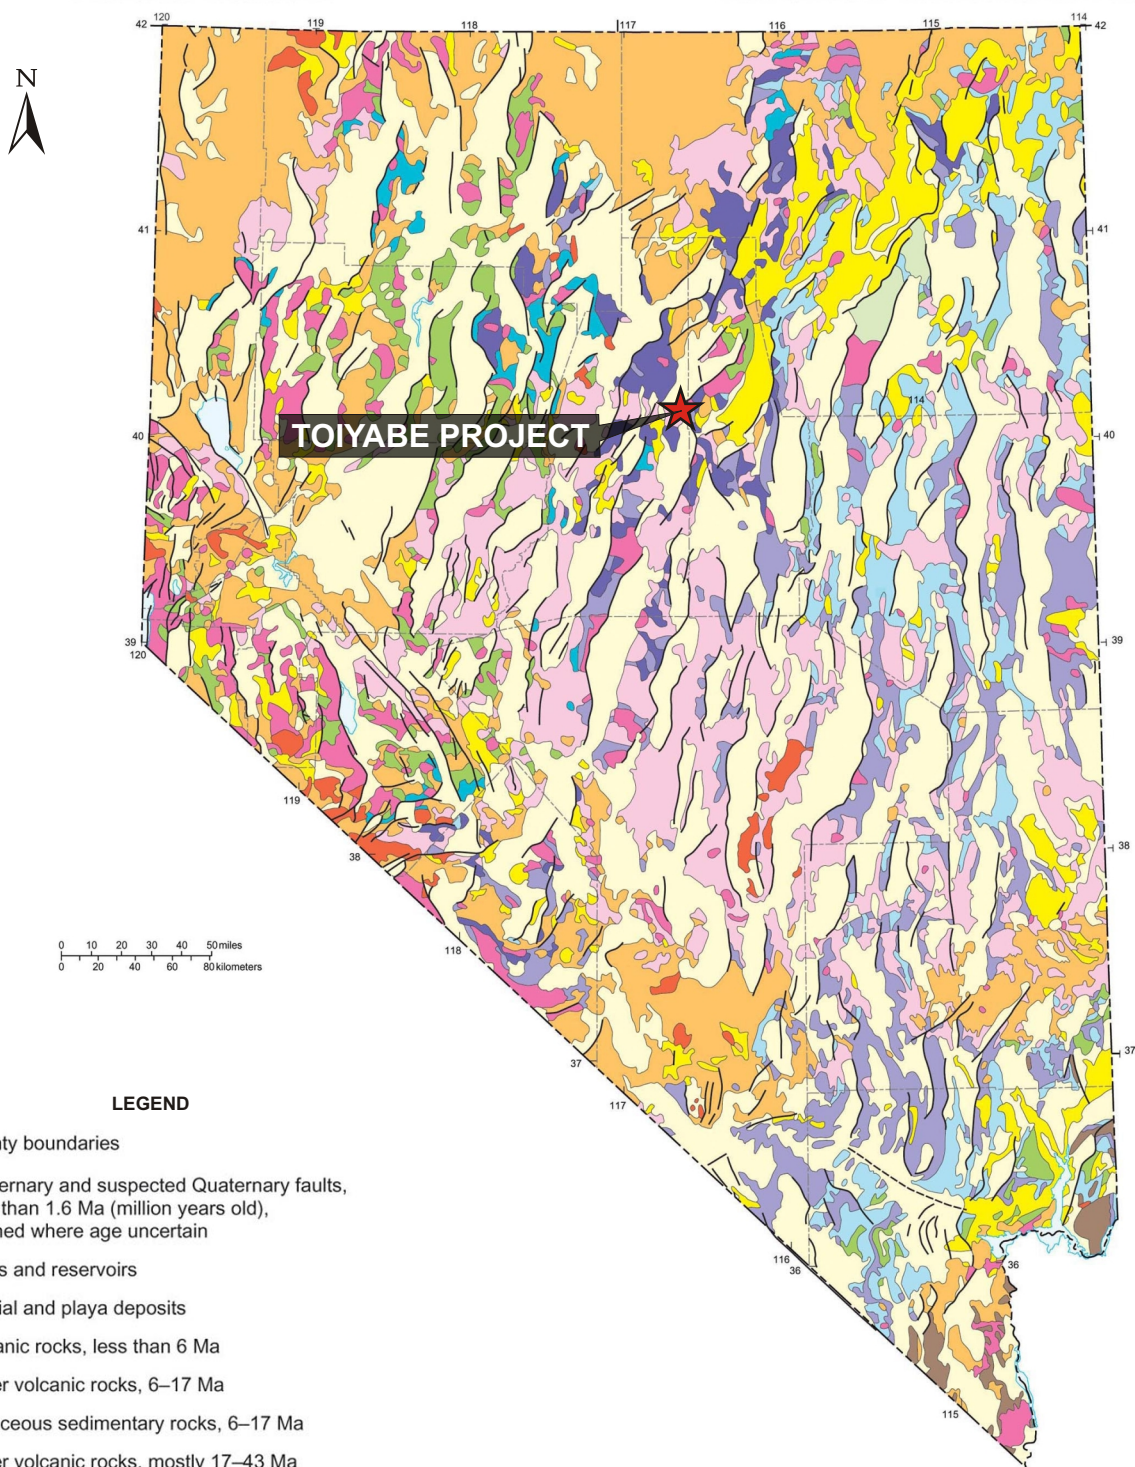 120 119 118 117 116 115 114
42 42
N
41 41
114
TOIYABE PROJECT
40 40
39 39
120
119
38 38
118
0 10 20 30 40 50 miles
0 20 40 60 80 kilometers
37 37
117
LEGEND
nty boundaries
ernary and suspected Quaternary faults,
than 1.6 Ma (million years old),
ned where age uncertain
116
36 36
s and reservoirs
ial and playa deposits
anic rocks, less than 6 Ma
er volcanic rocks, 6–17 Ma
115
ceous sedimentary rocks, 6–17 Ma
er volcanic rocks, mostly 17–43 Ma